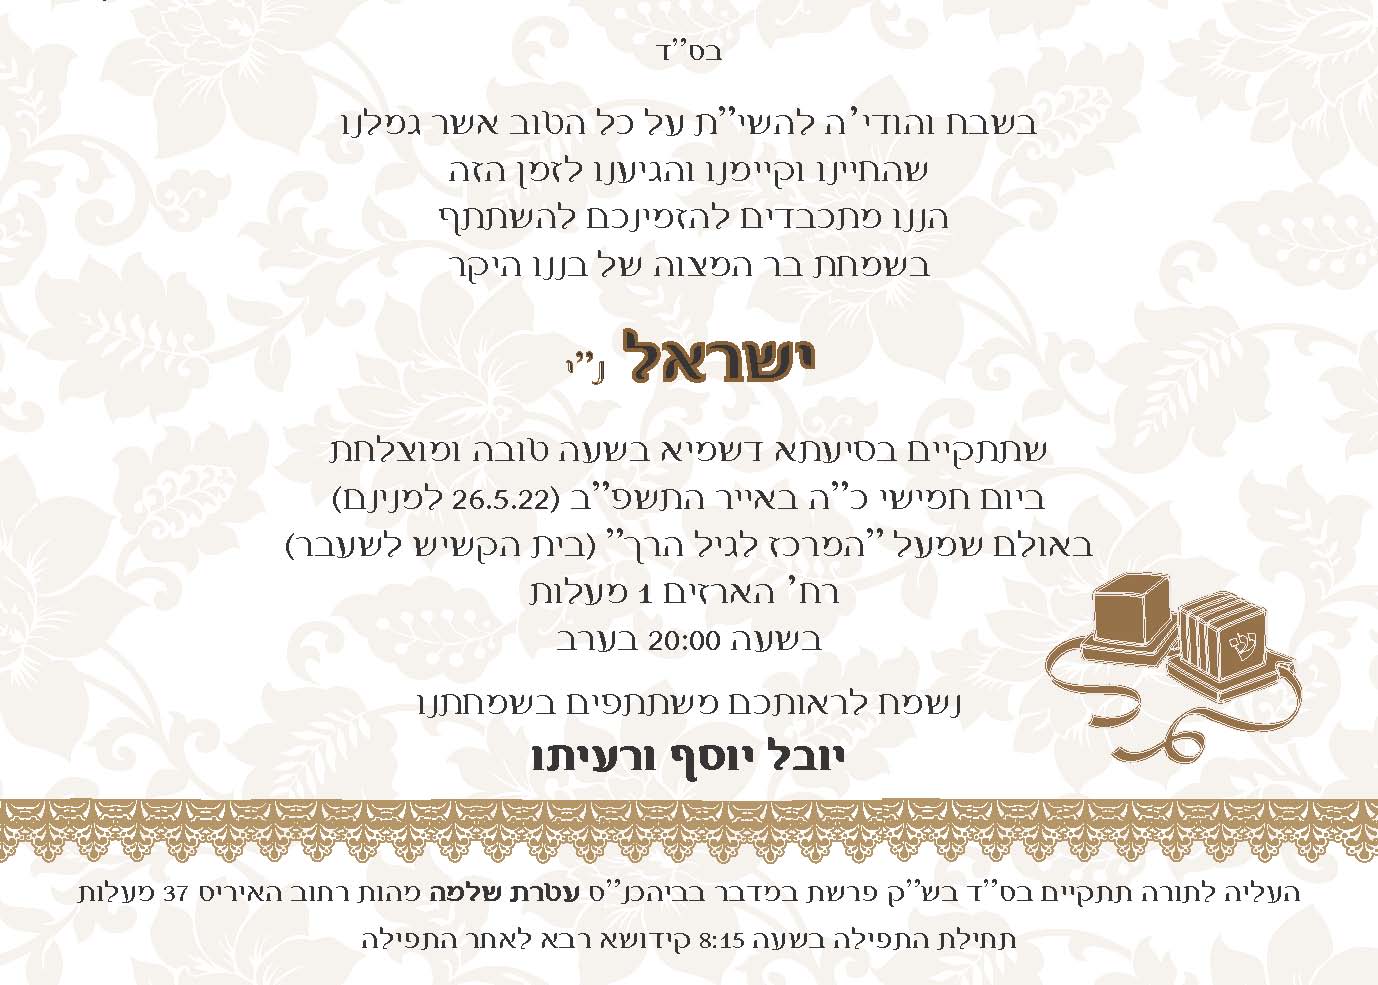 בס"ד
בשבח והודי'ה להשי"ת על כל הטוב אשר גמלנו
שהחיינו וקיימנו והגיענו לזמן הזה
הננו מתכבדים להזמינכם להשתתף
בשמחת בר המצוה של בננו היקר
ישראל נ"י
שתתקיים בסיעתא דשמיא בשעה טובה ומוצלחת
ביום חמישי כ"ה באייר התשפ"ב (26.5.22 למנינם)
באולם שמעל "המרכז לגיל הרך" (בית הקשיש לשעבר)
רח' הארזים 1 מעלות
בשעה 20:00 בערב
נשמח לראותכם משתתפים בשמחתנו
יובל יוסף ורעיתו
העליה לתורה תתקיים בס"ד בש"ק פרשת במדבר בביהכנ"ס עטרת שלמה מהות רחוב האיריס 37 מעלות
תחילת התפילה בשעה 8:15 קידושא רבא לאחר התפילה